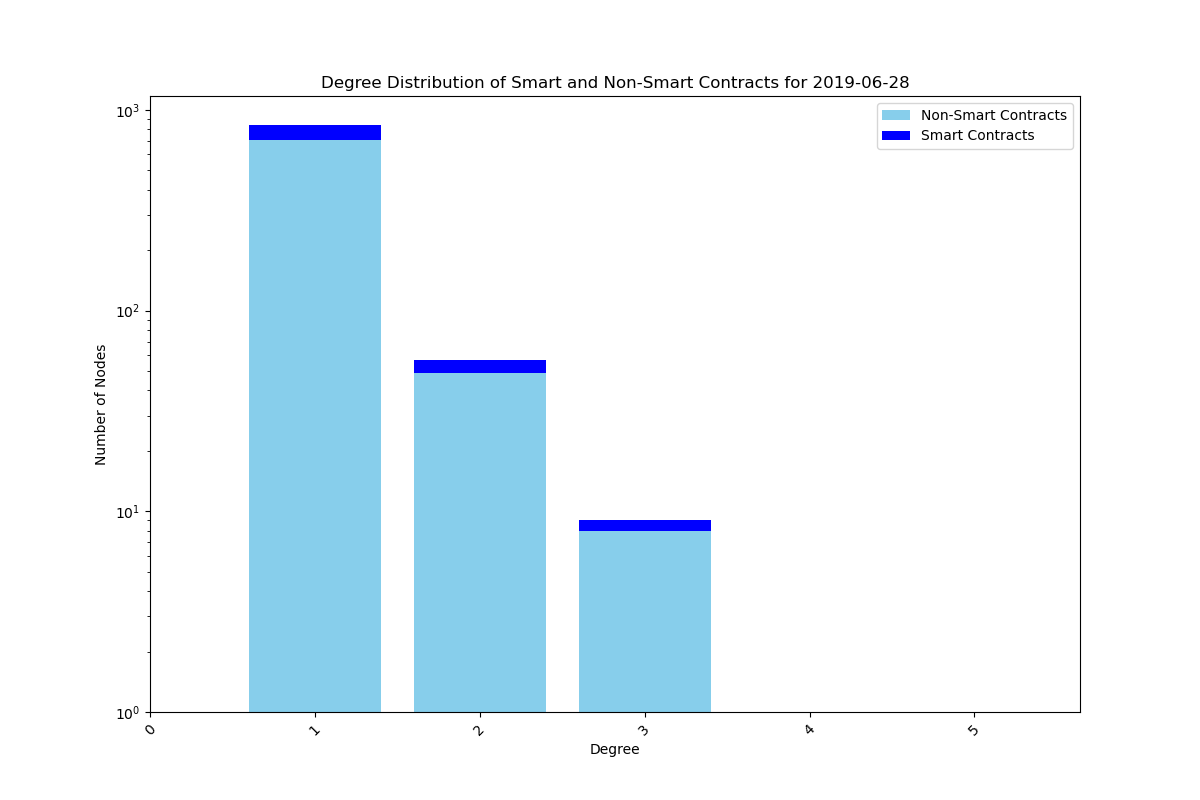 Degree Distribution of Smart and Non-Smart Contracts for 2019-06-28
Non-Smart Contracts
Smart Contracts
Number of Nodes
10³
10²
10¹
10⁰
0
1
2
3
4
5
Degree